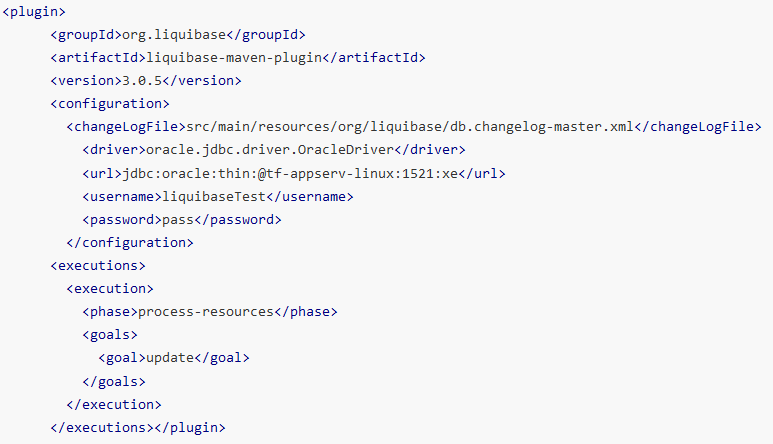 <plugin>
      <groupId>org.liquibase</groupId>
      <artifactId>liquibase-maven-plugin</artifactId>
      <version>3.0.5</version>
      <configuration>
        <changeLogFile>src/main/resources/org/liquibase/db.changelog-master.xml</changeLogFile>
          <driver>oracle.jdbc.driver.OracleDriver</driver>
          <url>jdbc:oracle:thin:@tf-appserv-linux:1521:xe</url>
          <username>liquibaseTest</username>
          <password>pass</password>
        </configuration>
      <executions>
        <execution>
          <phase>process-resources</phase>
          <goals>
            <goal>update</goal>
          </goals>
        </execution>
      </executions></plugin>